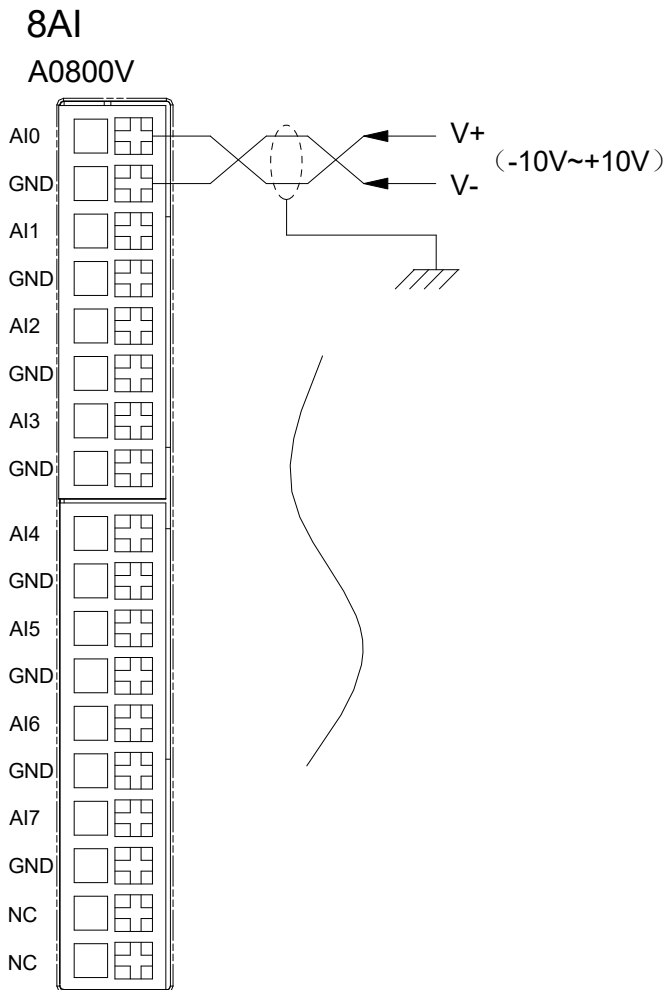 8AI
A0800V
AI0
V+
（-10V~+10V）
GND
V-
AI1
GND
AI2
GND
AI3
GND
AI4
GND
AI5
GND
AI6
GND
AI7
GND
NC
NC